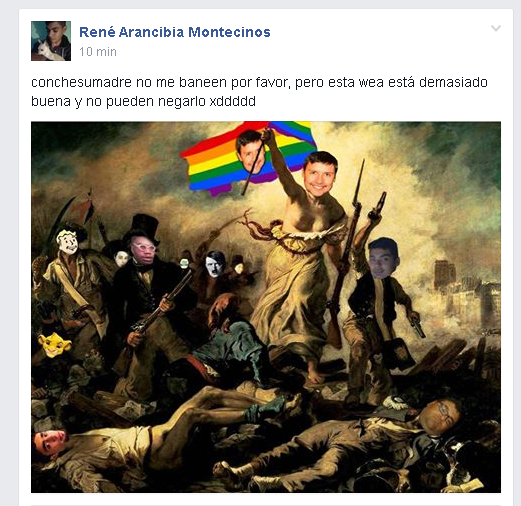 René Arancibia Montecinos
10 min
conchesumadre no me baneen por favor, pero esta wea está demasiado
buena y no pueden negarlo xddddd